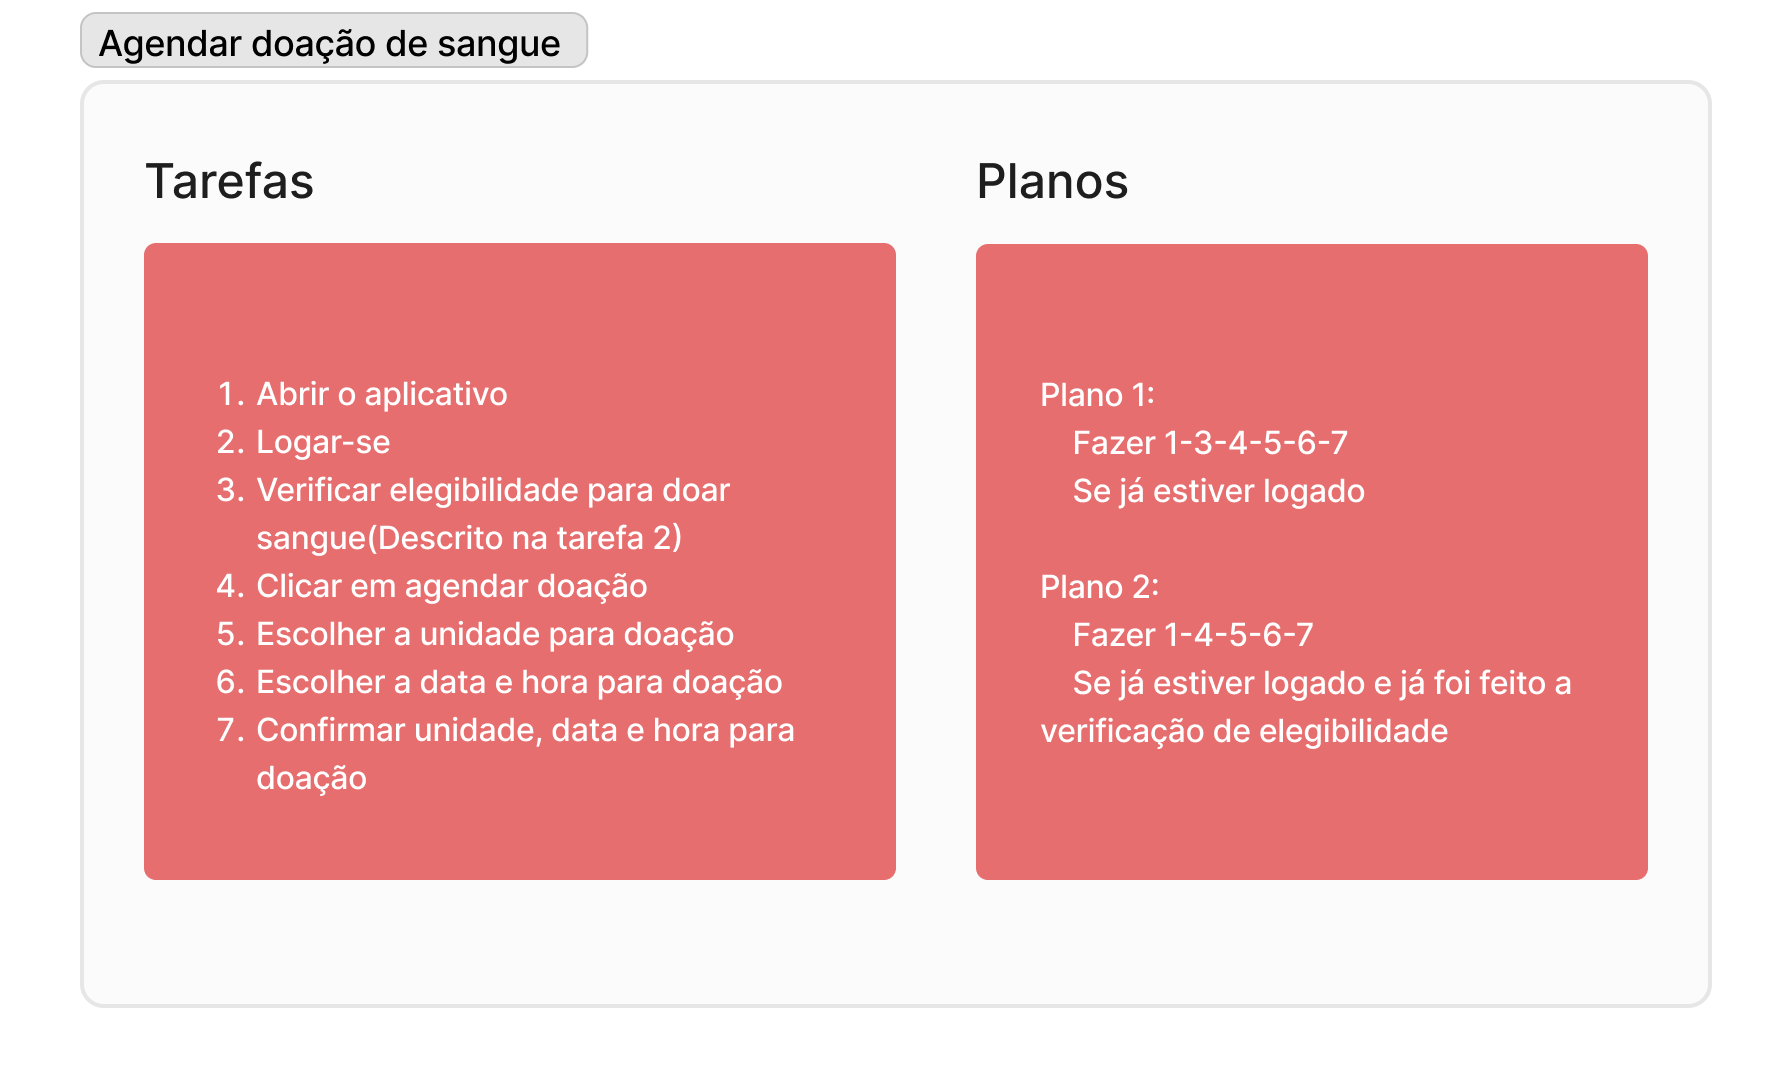 Agendar doação de sangue
Tarefas
1. Abrir o aplicativo
2. Logar-se
3. Verificar elegibilidade para doar
sangue(Descrito na tarefa 2)
4. Clicar em agendar doação
5. Escolher a unidade para doação
6. Escolher a data e hora para doação
7. Confirmar unidade, data e hora para
doação
Planos
Plano 1:
Fazer 1-3-4-5-6-7
Se já estiver logado
Plano 2:
Fazer 1-4-5-6-7
Se já estiver logado e já foi feito a
verificação de elegibilidade